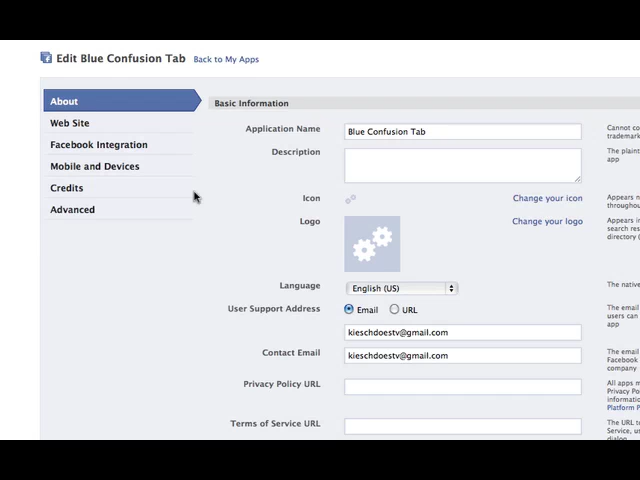 Edit Blue Confusion Tab Back to My Apps
About
Web Site
Facebook Integration
Mobile and Devices
Credits
Advanced
Basic Information
Application Name Blue Confusion Tab Cannot co
trademark
Description The plaint
app
Icon Change your icon Appears n
throughou
Logo Change your logo Appears in
search res
directory (
Language English (US) The native
User Support Address Email URL The email
users can
app
kieschdoestv@gmail.com
Contact Email kieschdoestv@gmail.com The email
Facebook
company
Privacy Policy URL All apps m
Privacy Po
informatio
Platform P
Terms of Service URL The URL to
Service, us